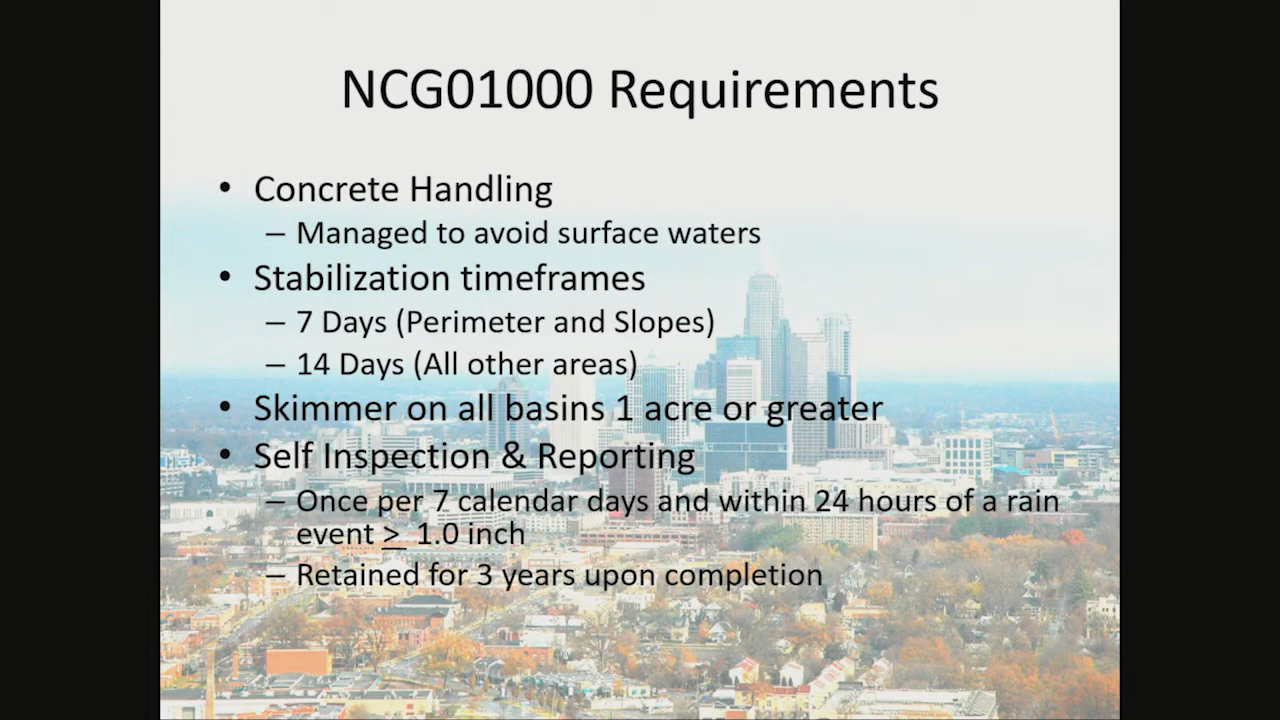 NCG01000 Requirements
• Concrete Handling
– Managed to avoid surface waters
• Stabilization timeframes
– 7 Days (Perimeter and Slopes)
– 14 Days (All other areas)
• Skimmer on all basins 1 acre or greater
• Self Inspection & Reporting
– Once per 7 calendar days and within 24 hours of a rain
event > 1.0 inch
– Retained for 3 years upon completion